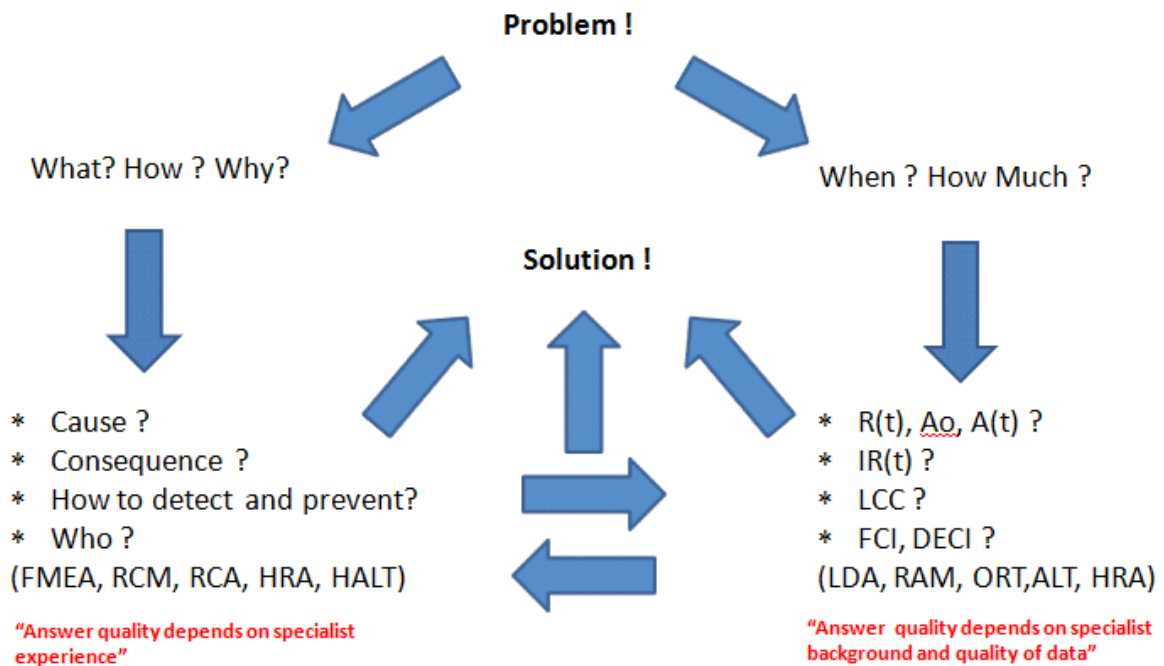 Problem !
What? How ? Why?
When ? How Much ?
Solution !
* Cause ?
* Consequence ?
* How to detect and prevent?
* Who ?
(FMEA, RCM, RCA, HRA, HALT)
"Answer quality depends on specialist
experience"
* R(t), Ao, A(t) ?
* IR(t) ?
* LCC ?
* FCI, DECI ?
(LDA, RAM, ORT,ALT, HRA)
"Answer quality depends on specialist
background and quality of data"